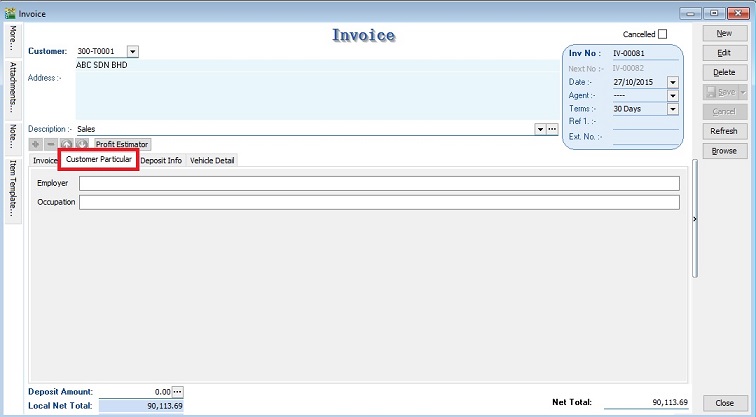 Invoice
Invoice
Cancelled
Customer: 300-T0001
ABC SDN BHD
Address :-
Inv No : IV-00081
Next No :- IV-00082
Date :- 27/10/2015
Agent :- ----
Terms :- 30 Days
Ref 1. :-
Ext. No. :-
Description :- Sales
Profit Estimator
Invoice Customer Particular Deposit Info Vehicle Detail
Employer
Occupation
Deposit Amount: 0.00
Local Net Total: 90,113.69
Net Total: 90,113.69
More...
Attachments...
Note...
Item Template...
New
Edit
Delete
Save
Cancel
Refresh
Browse
Close